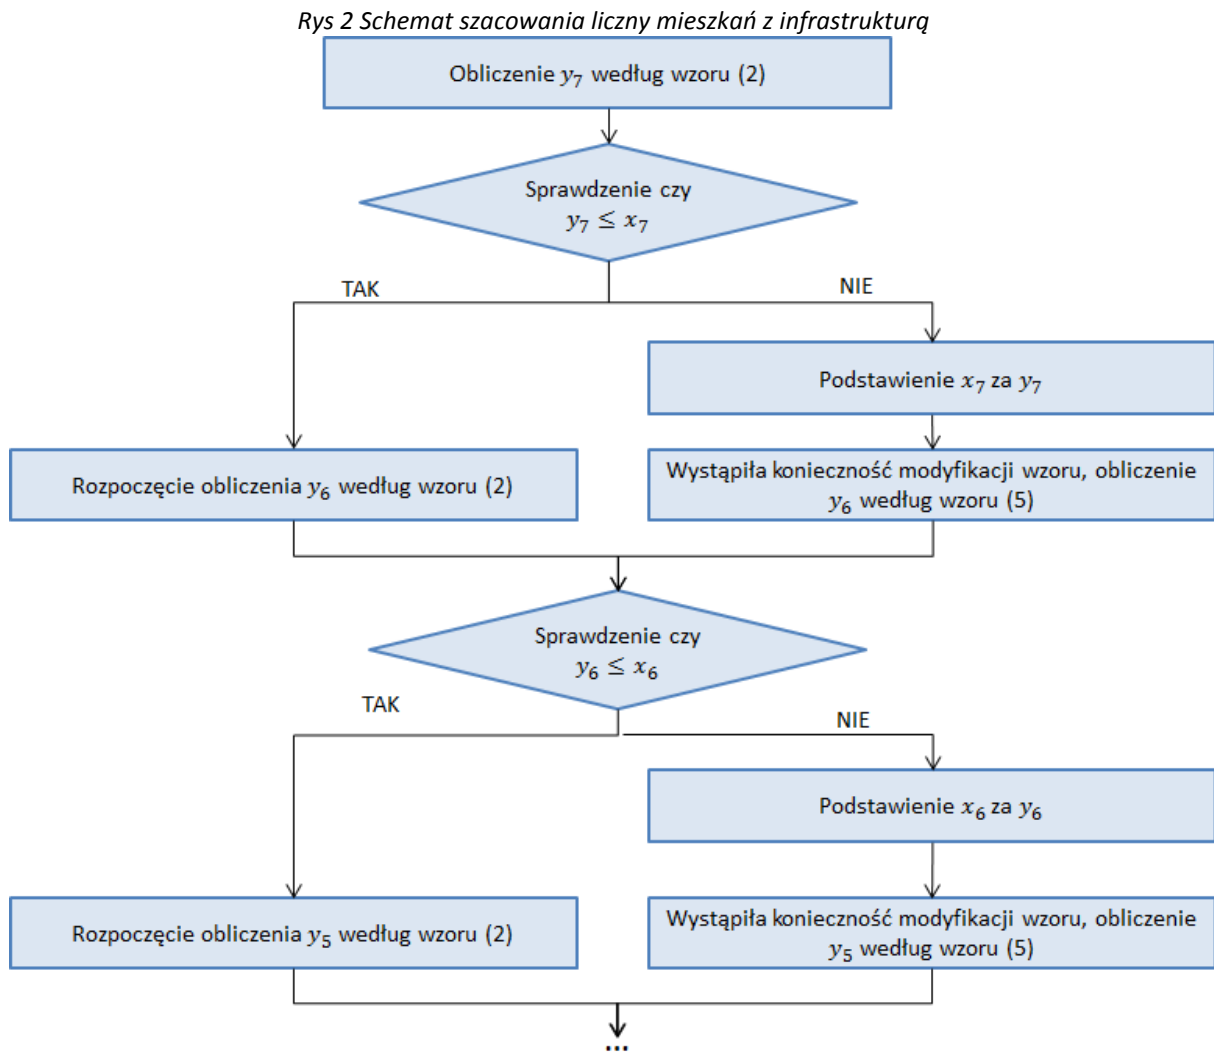 Rys 2 Schemat szacowania liczny mieszkań z infrastrukturą
Obliczenie y₇ według wzoru (2)
Sprawdzenie czy
y₇ ≤ x₇
TAK
NIE
Podstawienie x₇ za y₇
Rozpoczęcie obliczenia y₆ według wzoru (2)
Wystąpiła konieczność modyfikacji wzoru, obliczenie
y₆ według wzoru (5)
Sprawdzenie czy
y₆ ≤ x₆
TAK
NIE
Podstawienie x₆ za y₆
Rozpoczęcie obliczenia y₅ według wzoru (2)
Wystąpiła konieczność modyfikacji wzoru, obliczenie
y₅ według wzoru (5)
...